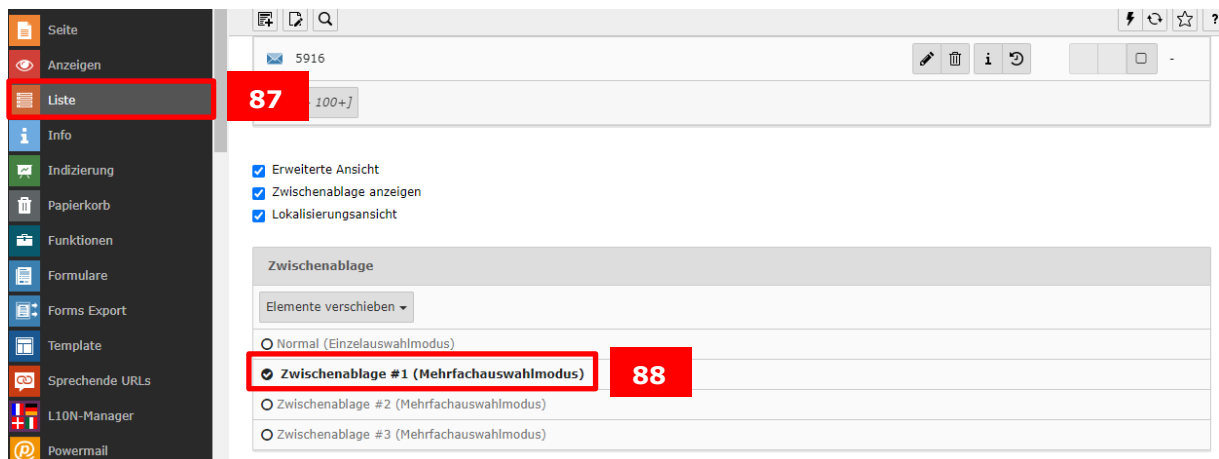 Seite
Anzeigen
Liste
Info
Indizierung
Papierkorb
Funktionen
Formulare
Forms Export
Template
Sprechende URLs
L10N-Manager
Powermail
?
5916
-
87
100+]
Erweiterte Ansicht
Zwischenablage anzeigen
Lokalisierungsansicht
Zwischenablage
Elemente verschieben
Normal (Einzelauswahlmodus)
Zwischenablage #1 (Mehrfachauswahlmodus)
88
Zwischenablage #2 (Mehrfachauswahlmodus)
Zwischenablage #3 (Mehrfachauswahlmodus)